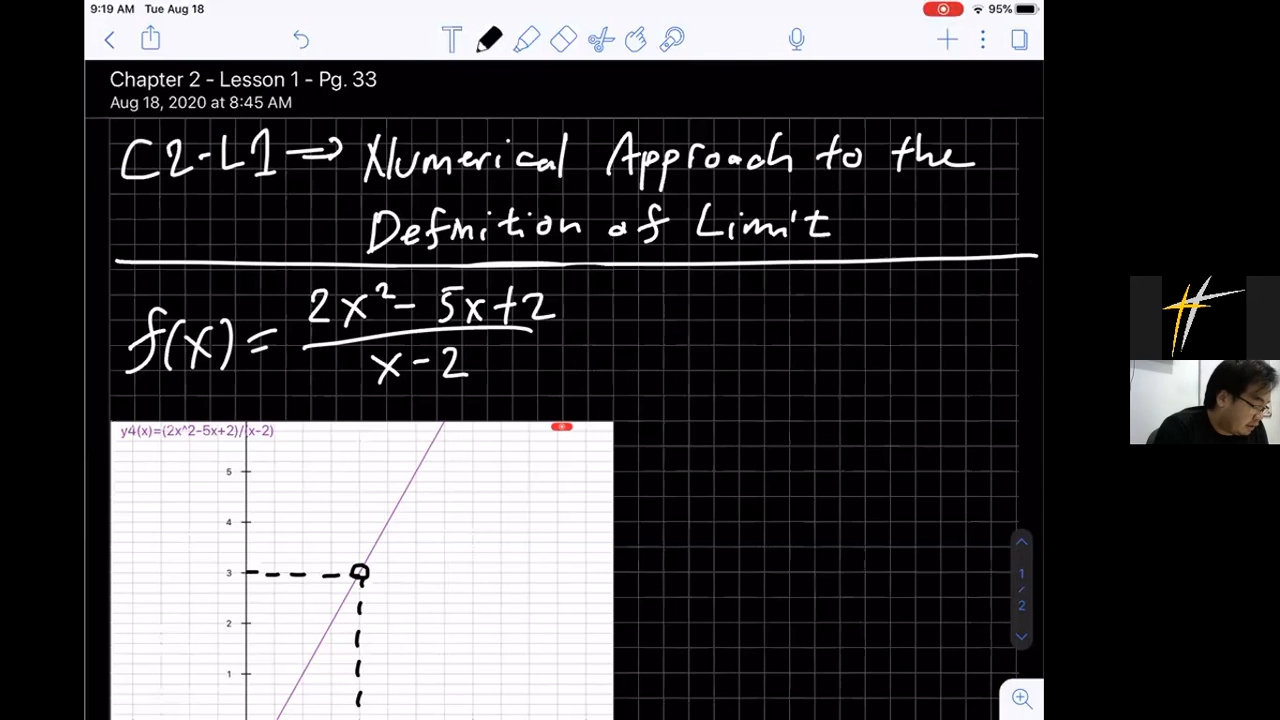 9:19 AM Tue Aug 18
95%
Chapter 2 - Lesson 1 - Pg. 33
Aug 18, 2020 at 8:45 AM
C2-L1 ⇒ Numerical Approach to the
Definition of Limit
f(x) = (2x² - 5x + 2) / (x - 2)
y4(x)=(2x^2-5x+2)/(x-2)
5
4
3
2
1
1
/
2